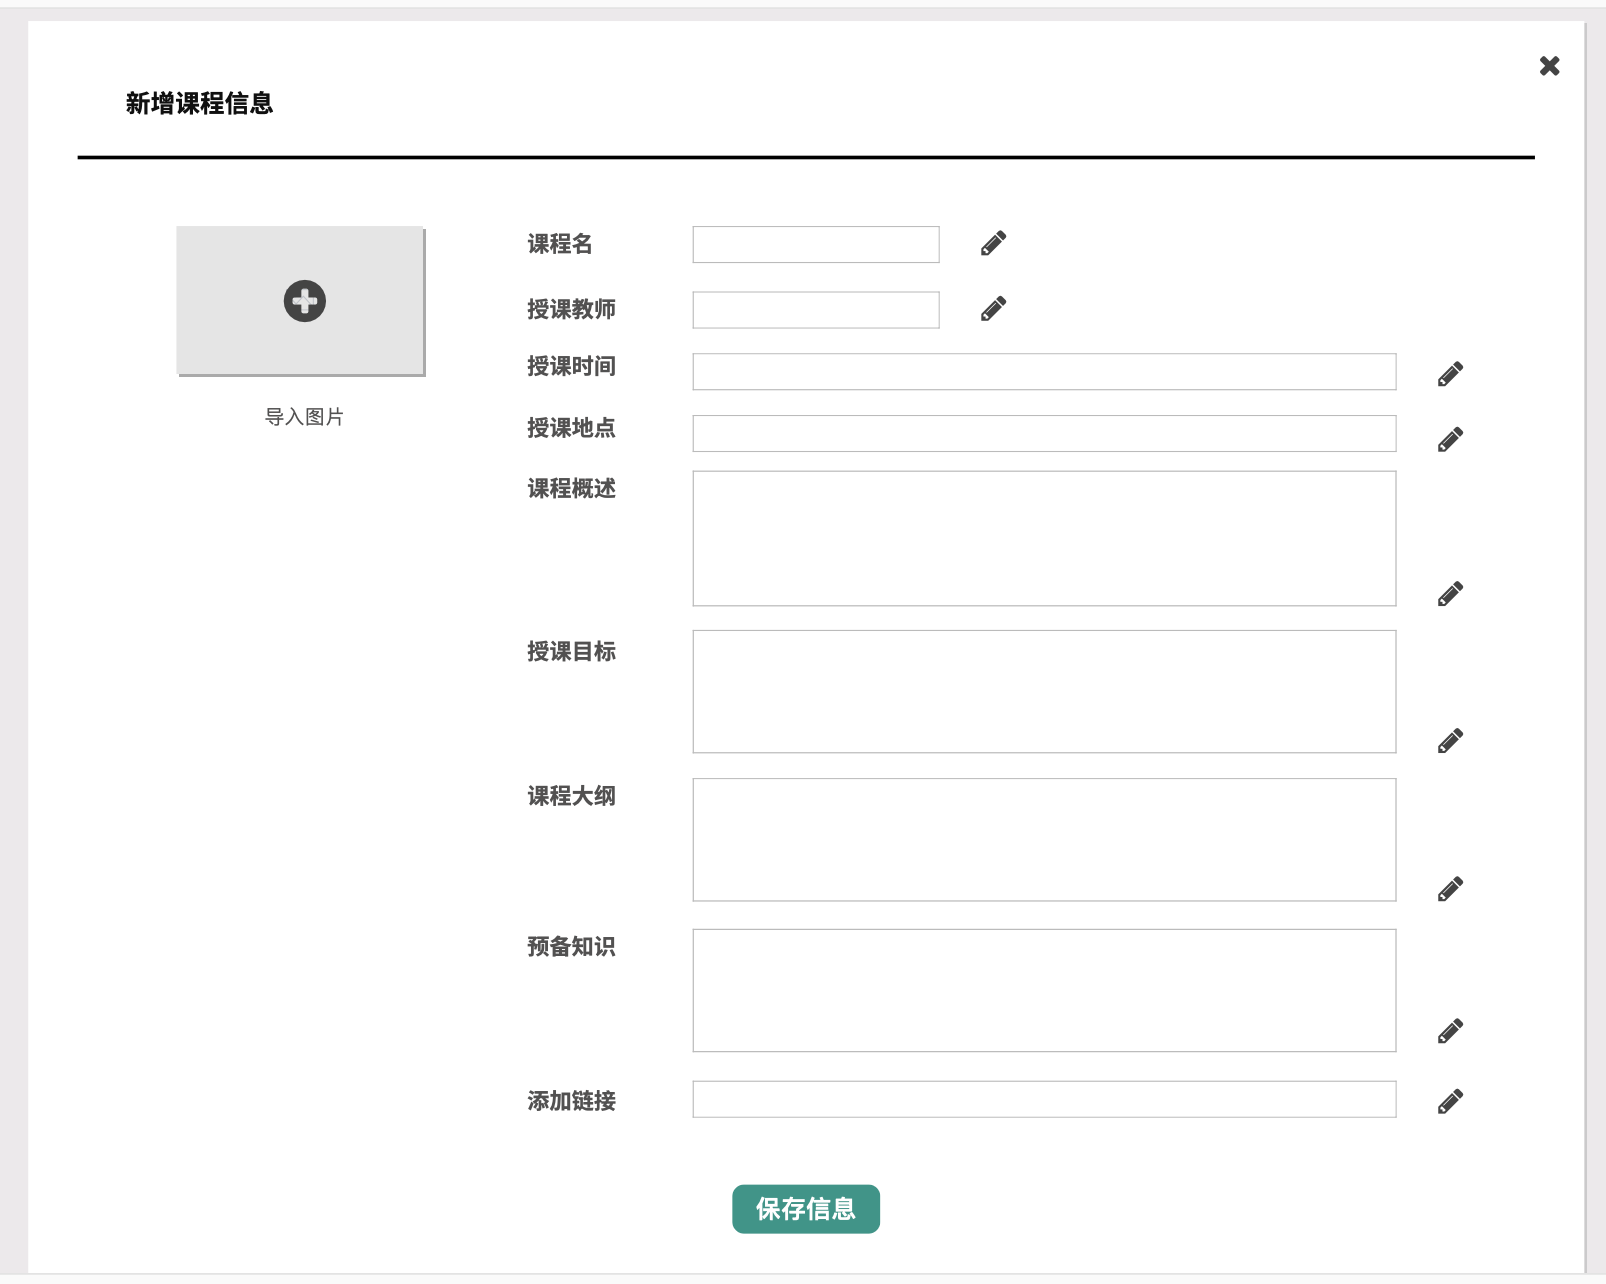 新增课程信息
导入图片
课程名
授课教师
授课时间
授课地点
课程概述
授课目标
课程大纲
预备知识
添加链接
保存信息